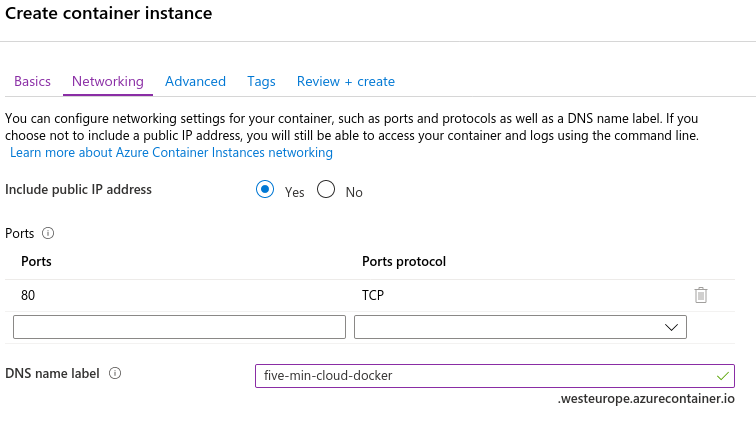 Create container instance
Basics Networking Advanced Tags Review + create
You can configure networking settings for your container, such as ports and protocols as well as a DNS name label. If you
choose not to include a public IP address, you will still be able to access your container and logs using the command line.
Learn more about Azure Container Instances networking
Include public IP address Yes No
Ports
Ports Ports protocol
80 TCP
DNS name label five-min-cloud-docker
.westeurope.azurecontainer.io